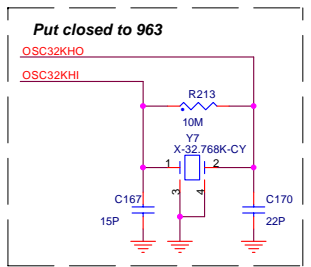 Put closed to 963
OSC32KHO
OSC32KHI
R213
10M
Y7
X-32.768K-CY
1
2
3
4
C167
C170
15P
22P